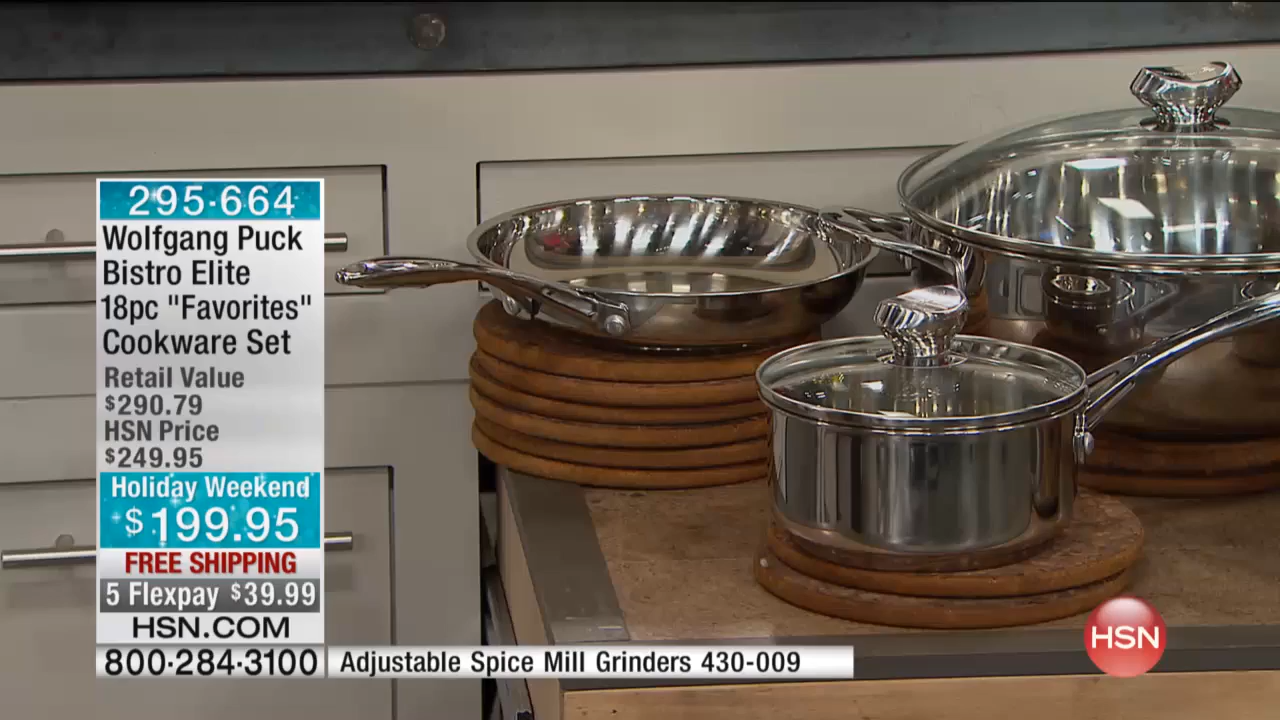 295-664
Wolfgang Puck
Bistro Elite
18pc "Favorites"
Cookware Set
Retail Value
$290.79
HSN Price
$249.95
Holiday Weekend
$199.95
FREE SHIPPING
5 Flexpay $39.99
HSN.COM
800-284-3100
Adjustable Spice Mill Grinders 430-009
HSN